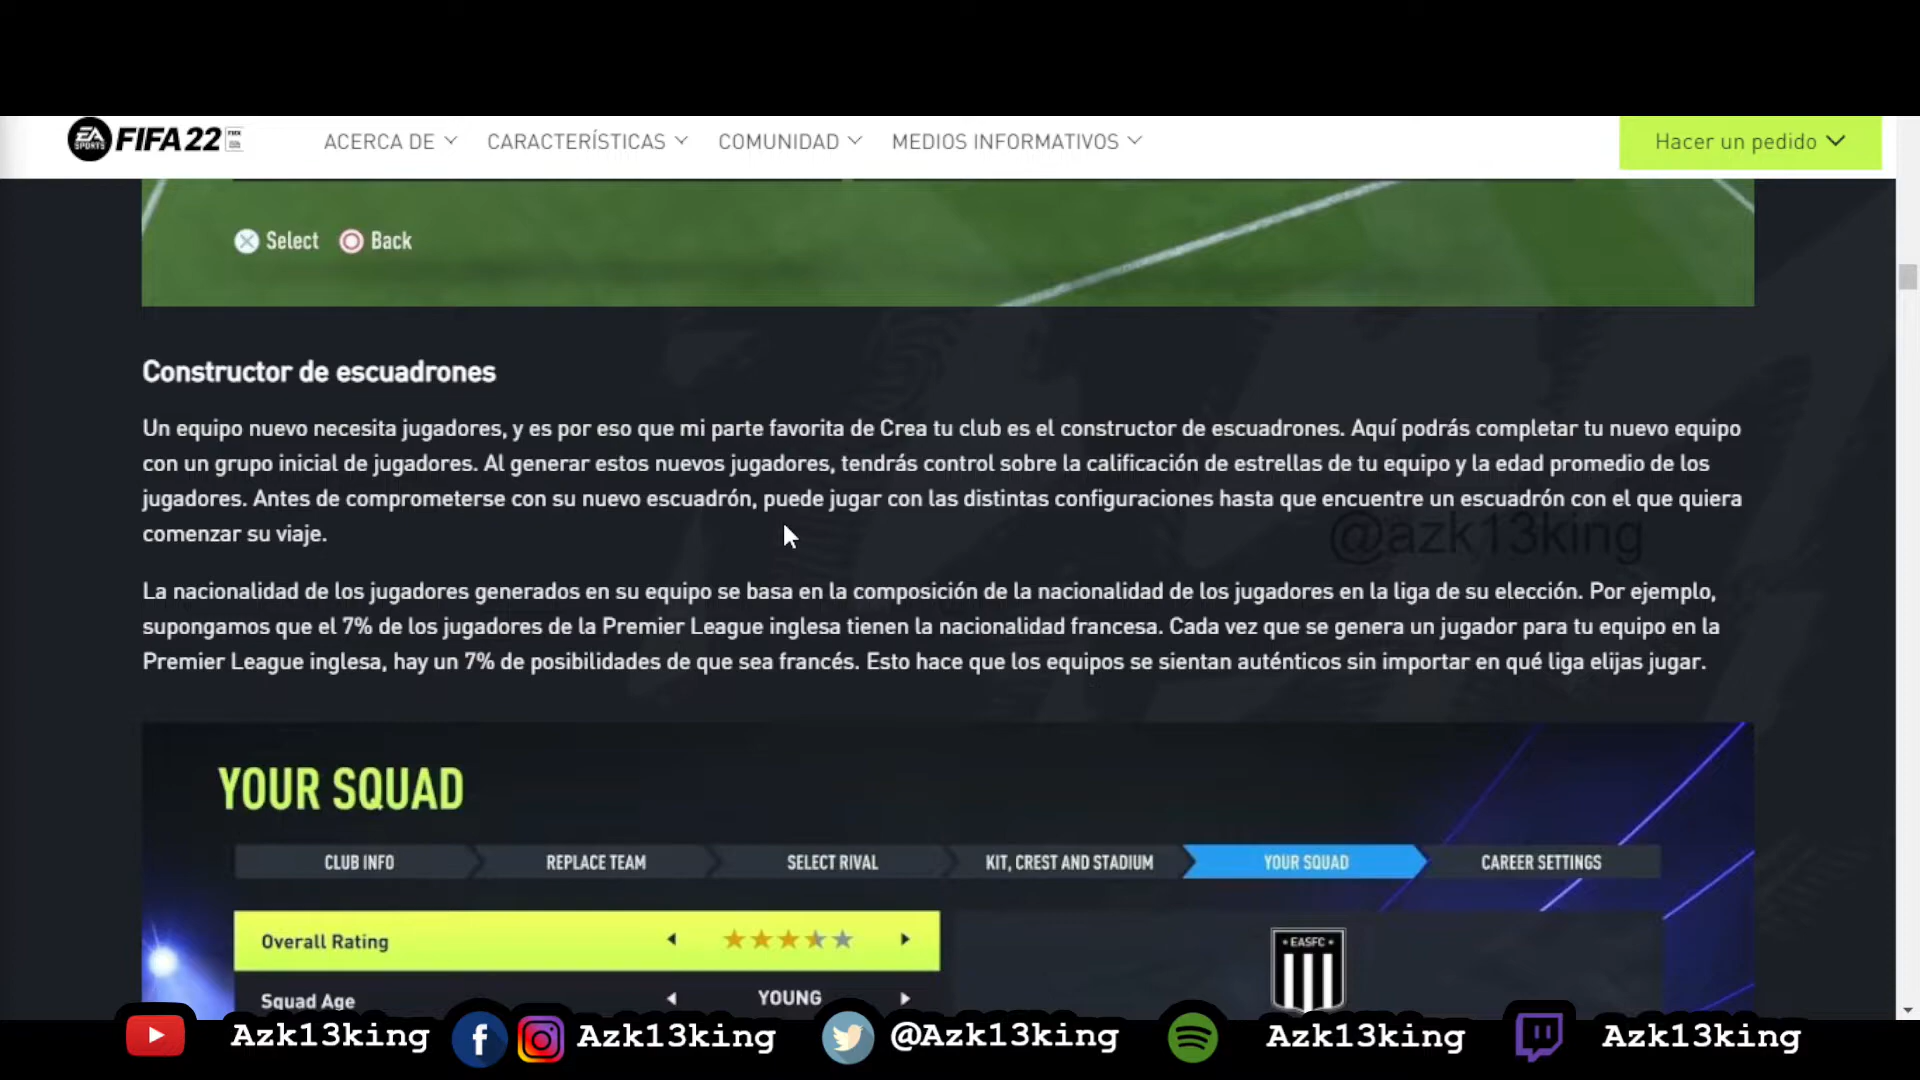 EA SPORTS FIFA 22
ACERCA DE CARACTERÍSTICAS COMUNIDAD MEDIOS INFORMATIVOS Hacer un pedido
Select Back
Constructor de escuadrones
Un equipo nuevo necesita jugadores, y es por eso que mi parte favorita de Crea tu club es el constructor de escuadrones. Aquí podrás completar tu nuevo equipo
con un grupo inicial de jugadores. Al generar estos nuevos jugadores, tendrás control sobre la calificación de estrellas de tu equipo y la edad promedio de los
jugadores. Antes de comprometerse con su nuevo escuadrón, puede jugar con las distintas configuraciones hasta que encuentre un escuadrón con el que quiera
comenzar su viaje.
@azk13king
La nacionalidad de los jugadores generados en su equipo se basa en la composición de la nacionalidad de los jugadores en la liga de su elección. Por ejemplo,
supongamos que el 7% de los jugadores de la Premier League inglesa tienen la nacionalidad francesa. Cada vez que se genera un jugador para tu equipo en la
Premier League inglesa, hay un 7% de posibilidades de que sea francés. Esto hace que los equipos se sientan auténticos sin importar en qué liga elijas jugar.
YOUR SQUAD
CLUB INFO REPLACE TEAM SELECT RIVAL KIT, CREST AND STADIUM YOUR SQUAD CAREER SETTINGS
Overall Rating
EASFC
Squad Age YOUNG
Azk13king Azk13king @Azk13king Azk13king Azk13king